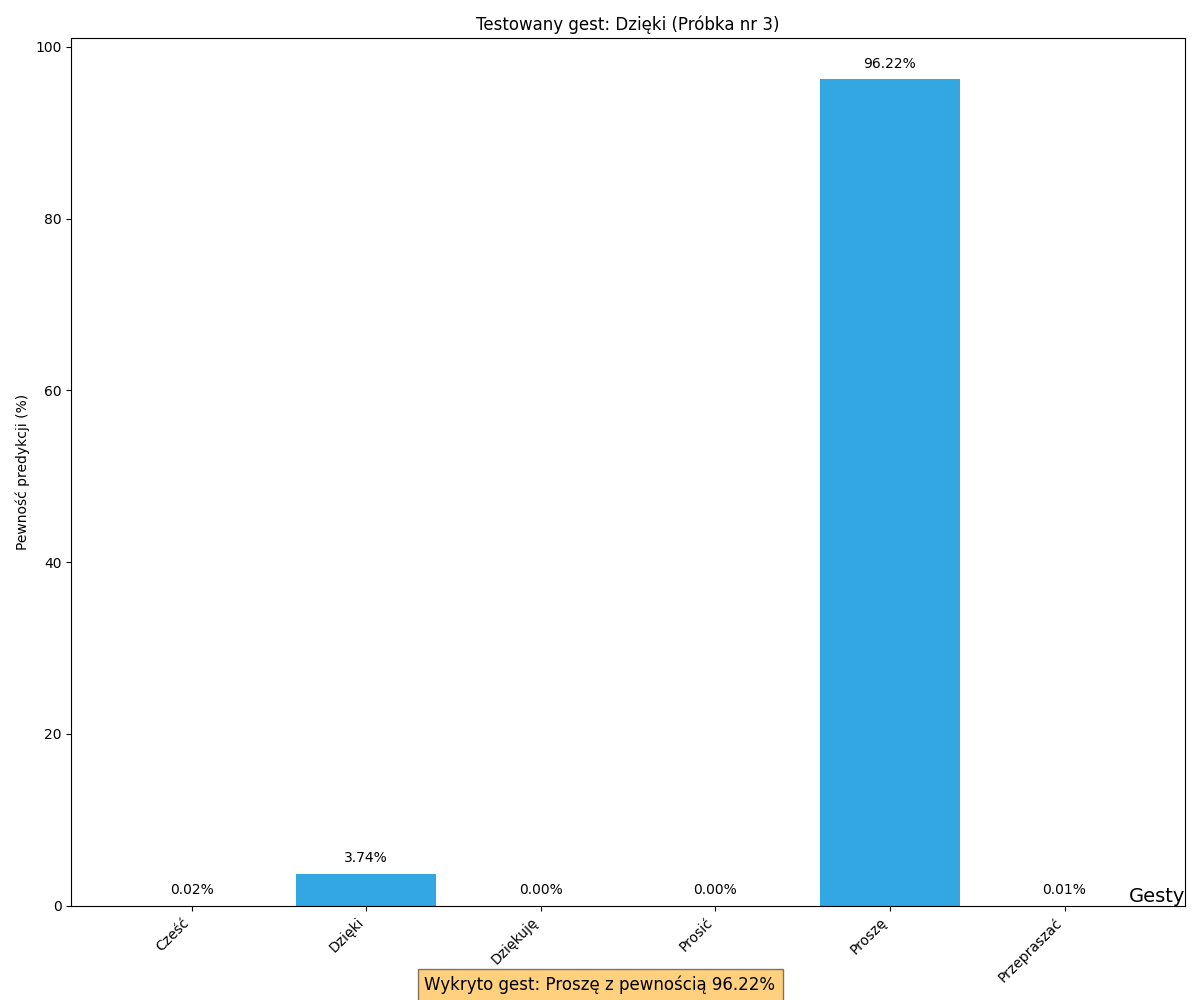 Testowany gest: Dzięki (Próbka nr 3)
Pewność predykcji (%)
100
80
60
40
20
0
0.02%
3.74%
0.00%
0.00%
96.22%
0.01%
Gesty
Cześć
Dzięki
Dziękuję
Prosić
Proszę
Przepraszać
Wykryto gest: Proszę z pewnością 96.22%